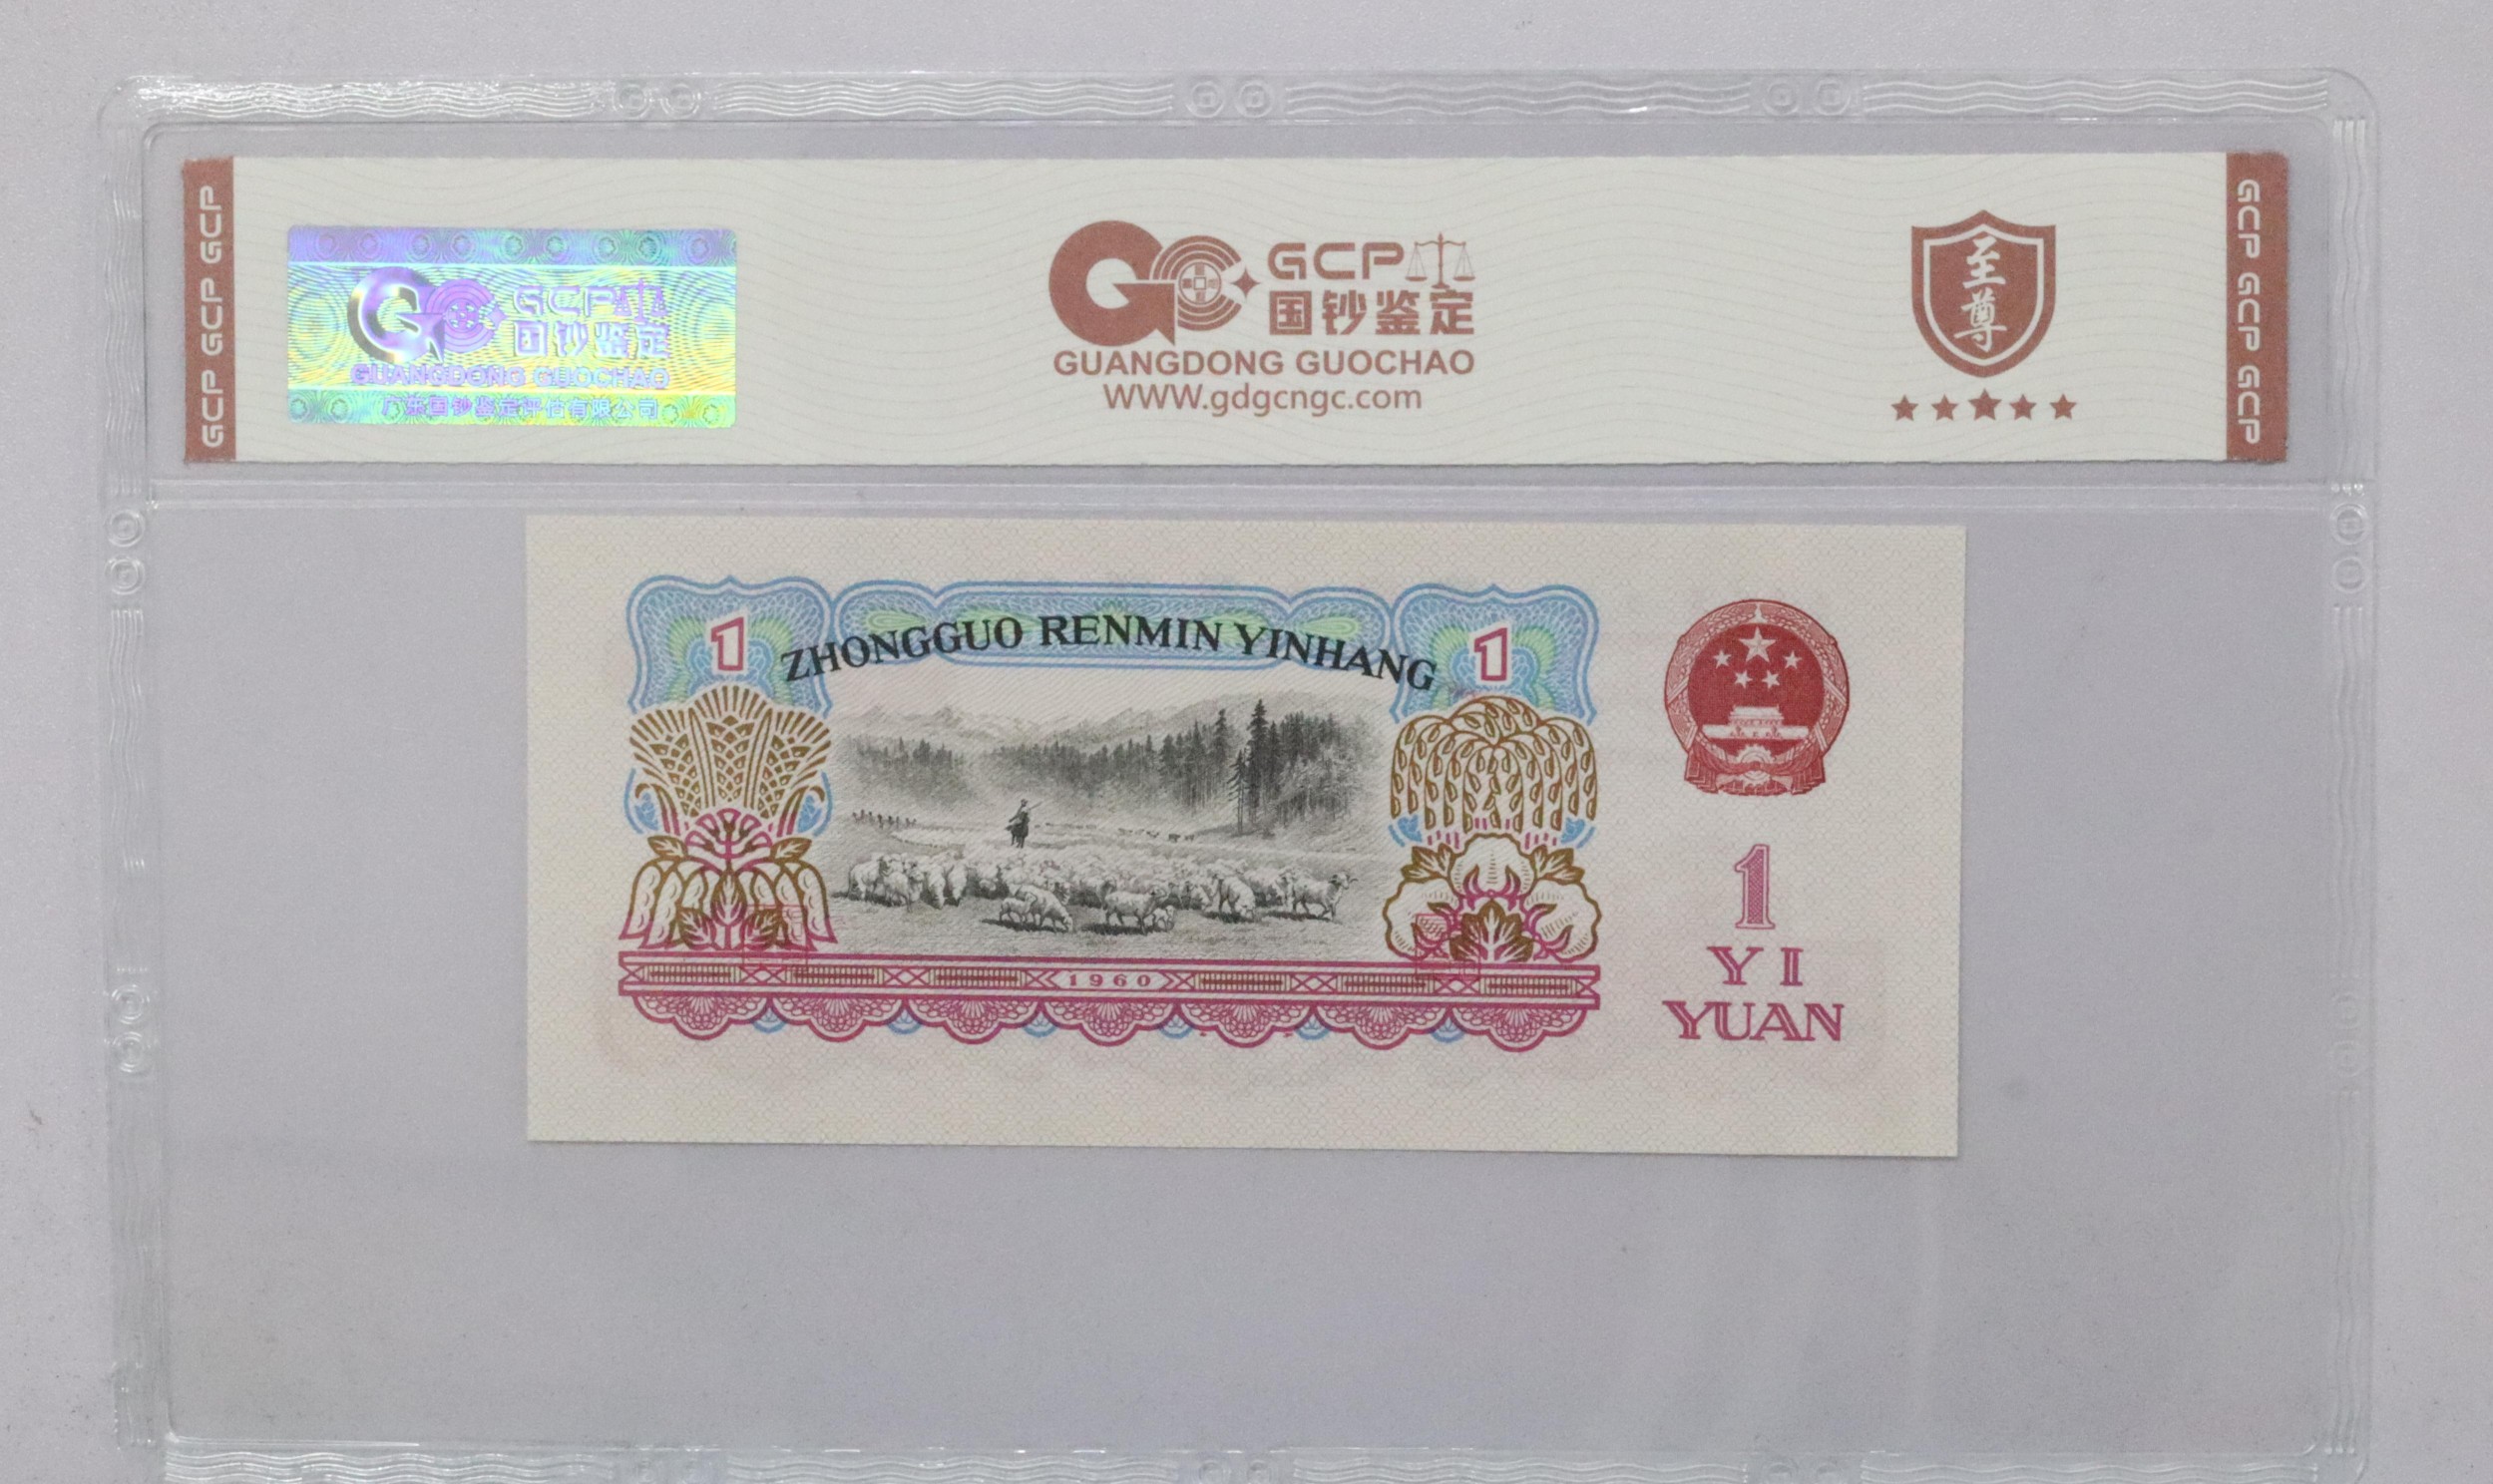 GCP GCP GCP
GCP
国钞鉴定
GUANGDONG GUOCHAO
广东国钞鉴定评估有限公司
GCP
国钞鉴定
GUANGDONG GUOCHAO
WWW.gdgcngc.com
至尊
GCP GCP GCP
ZHONGGUO RENMIN YINHANG
1
1
1960
1
YI
YUAN